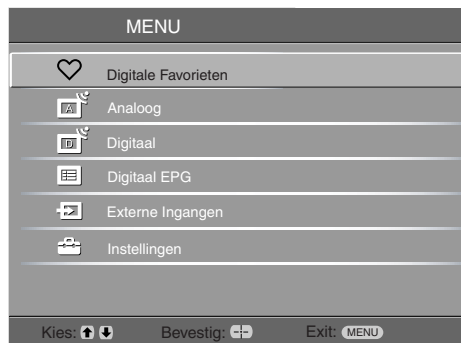 MENU
Digitale Favorieten
A Analoog
D Digitaal
Digitaal EPG
Externe Ingangen
Instellingen
Kies: Bevestig: Exit: MENU